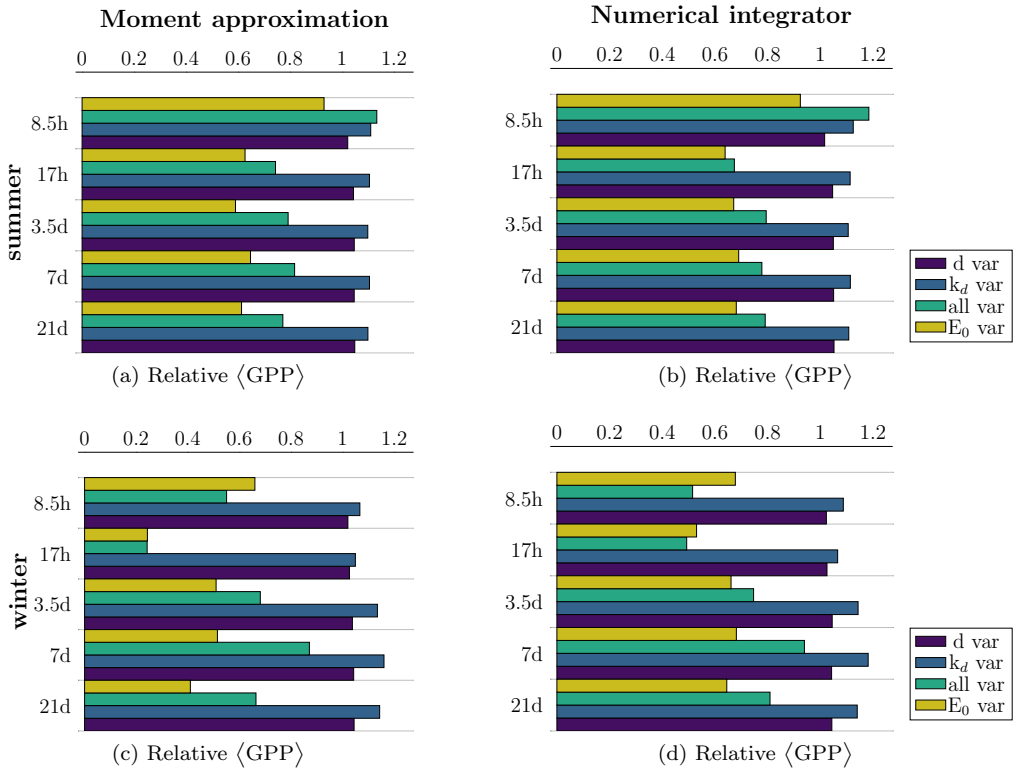 Moment approximation
Numerical integrator
0 0.2 0.4 0.6 0.8 1 1.2
0 0.2 0.4 0.6 0.8 1 1.2
summer
8.5h
17h
3.5d
7d
21d
8.5h
17h
3.5d
7d
21d
d var
k_d var
all var
E_0 var
(a) Relative ⟨GPP⟩
(b) Relative ⟨GPP⟩
0 0.2 0.4 0.6 0.8 1 1.2
0 0.2 0.4 0.6 0.8 1 1.2
winter
8.5h
17h
3.5d
7d
21d
8.5h
17h
3.5d
7d
21d
d var
k_d var
all var
E_0 var
(c) Relative ⟨GPP⟩
(d) Relative ⟨GPP⟩